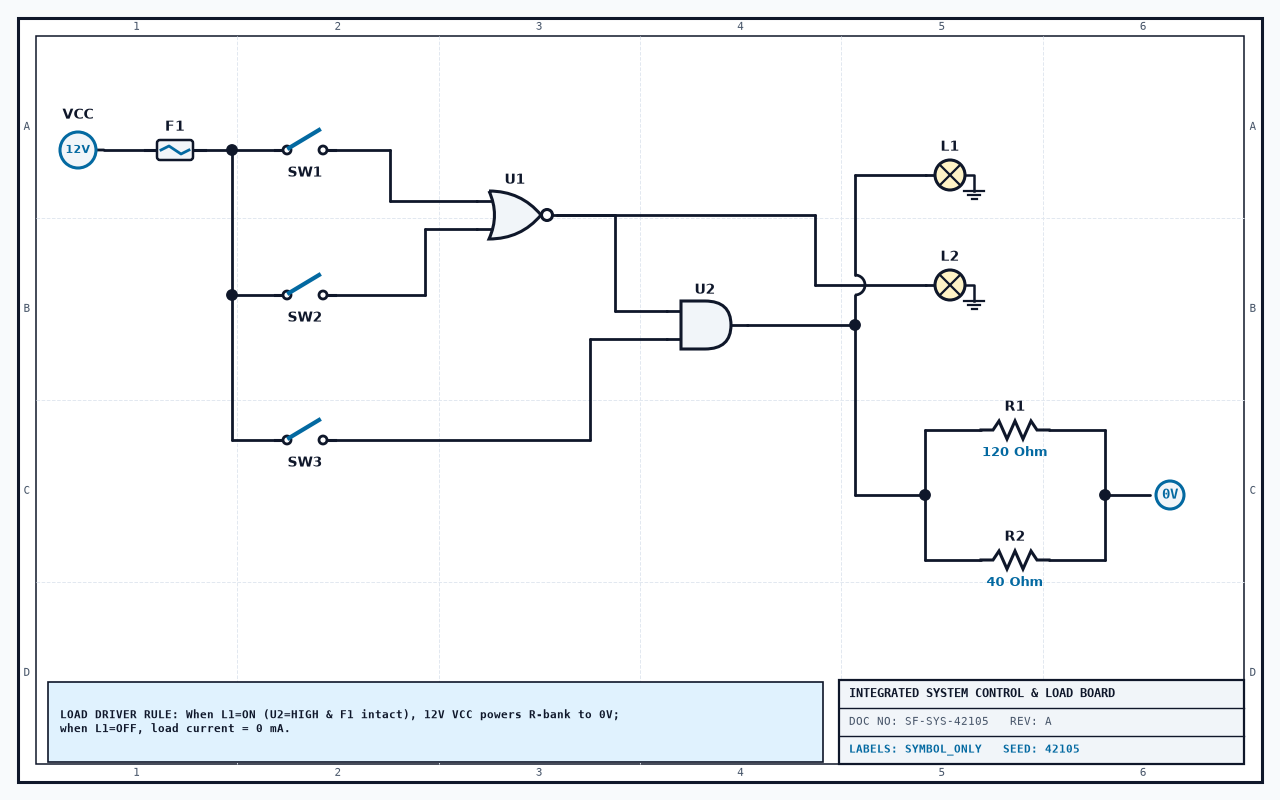 1 2 3 4 5 6
A A
VCC
12V
F1
SW1
U1
L1
L2
U2
SW2
B B
R1
120 Ohm
SW3
C C
0V
R2
40 Ohm
D D
LOAD DRIVER RULE: When L1=ON (U2=HIGH & F1 intact), 12V VCC powers R-bank to 0V;
when L1=OFF, load current = 0 mA.
INTEGRATED SYSTEM CONTROL & LOAD BOARD
DOC NO: SF-SYS-42105 REV: A
LABELS: SYMBOL_ONLY SEED: 42105
1 2 3 4 5 6